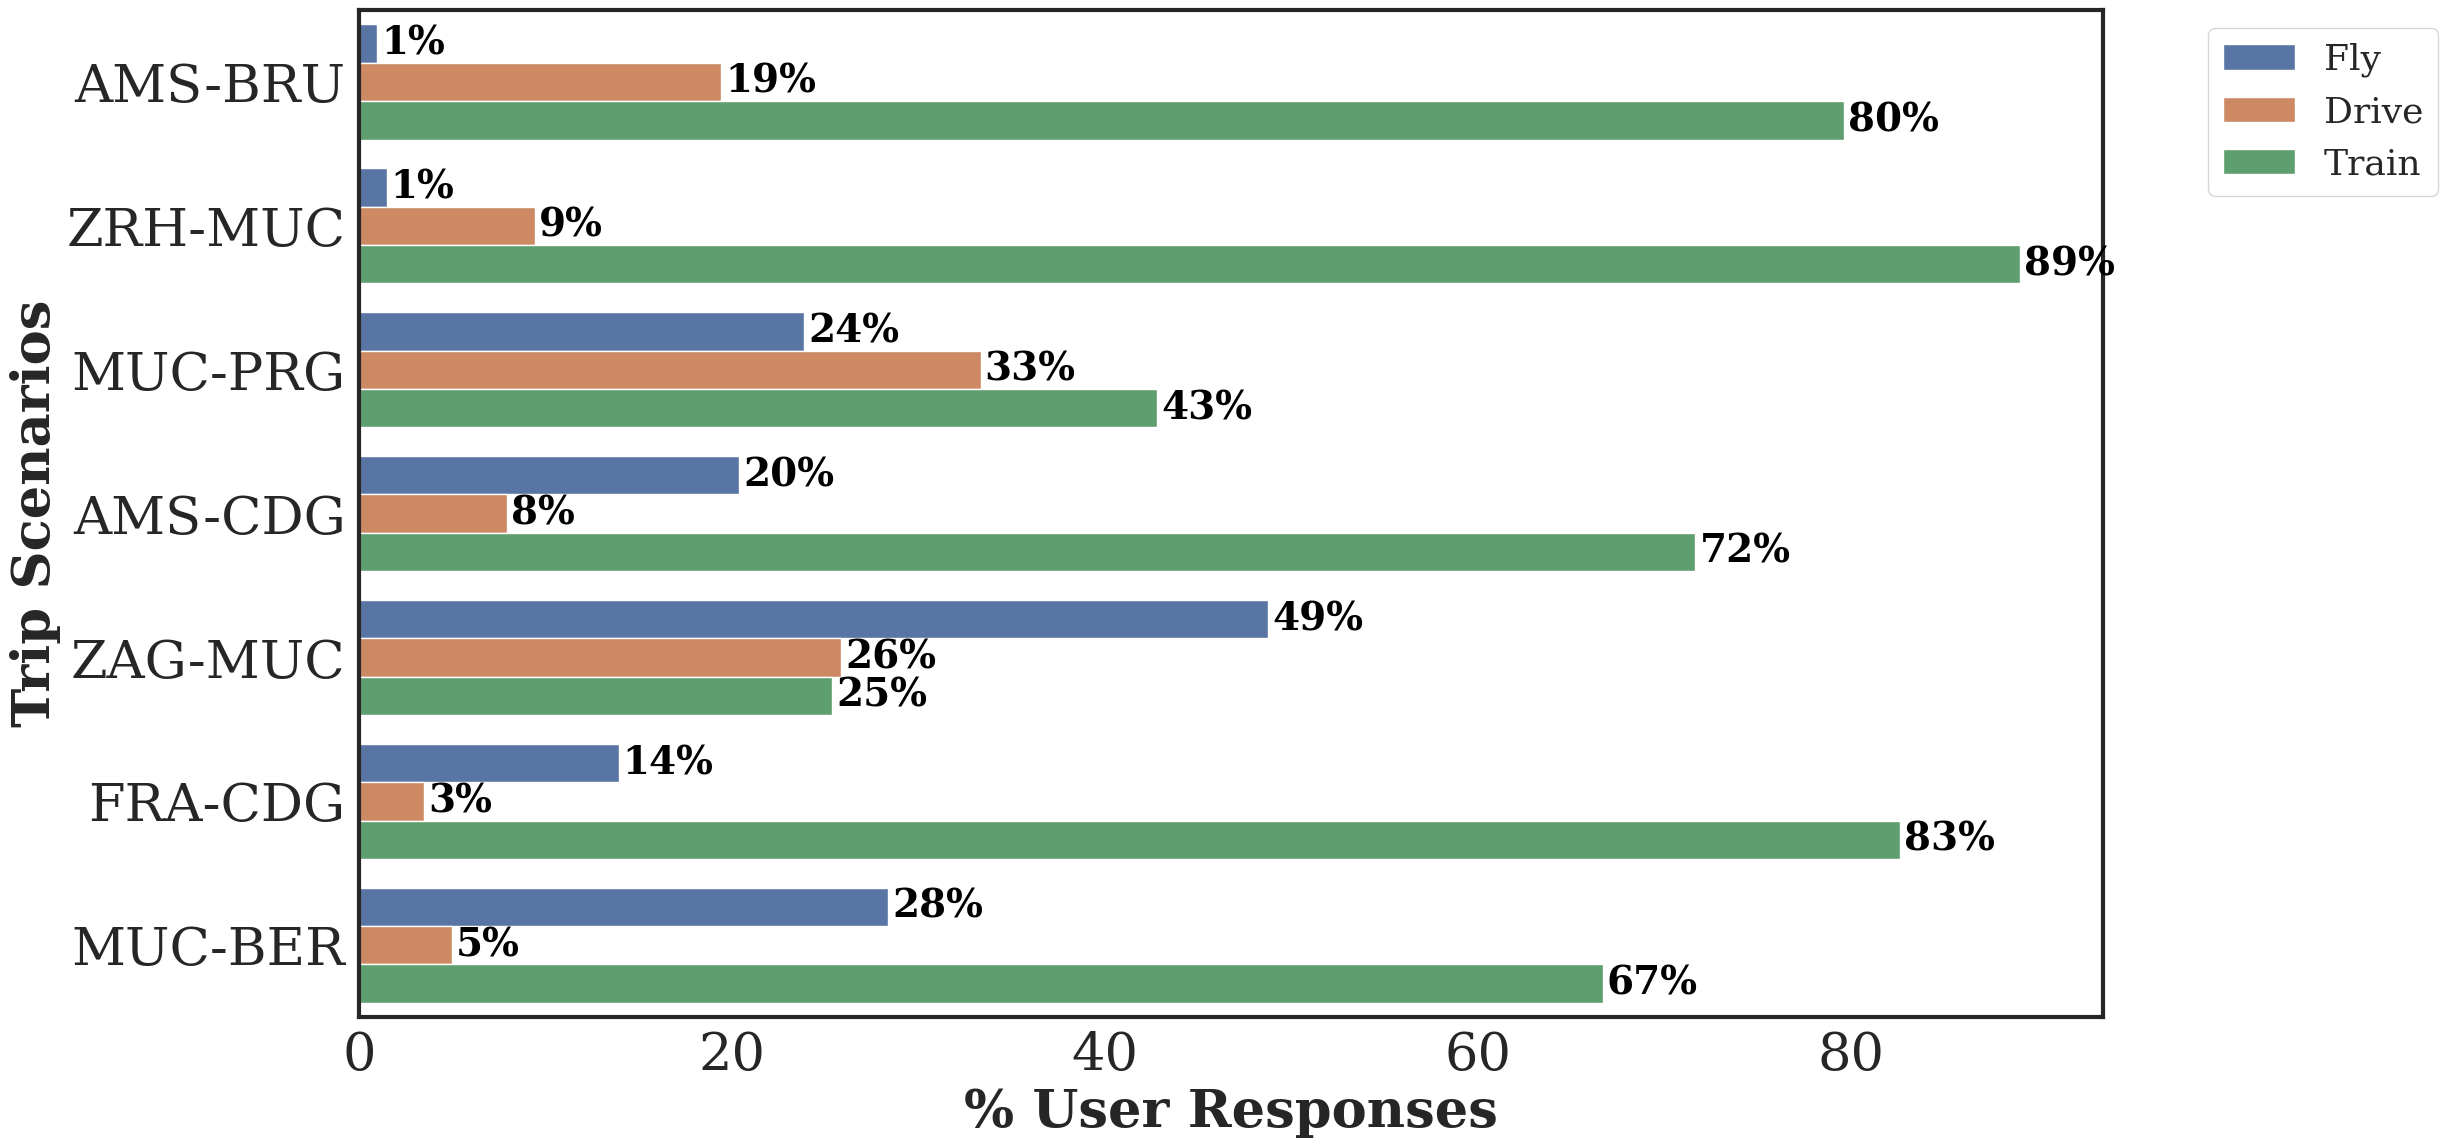 AMS-BRU
1%
19%
80%
ZRH-MUC
1%
9%
89%
MUC-PRG
24%
33%
43%
AMS-CDG
20%
8%
72%
ZAG-MUC
49%
26%
25%
FRA-CDG
14%
3%
83%
MUC-BER
28%
5%
67%
Trip Scenarios
0 20 40 60 80
% User Responses
Fly
Drive
Train